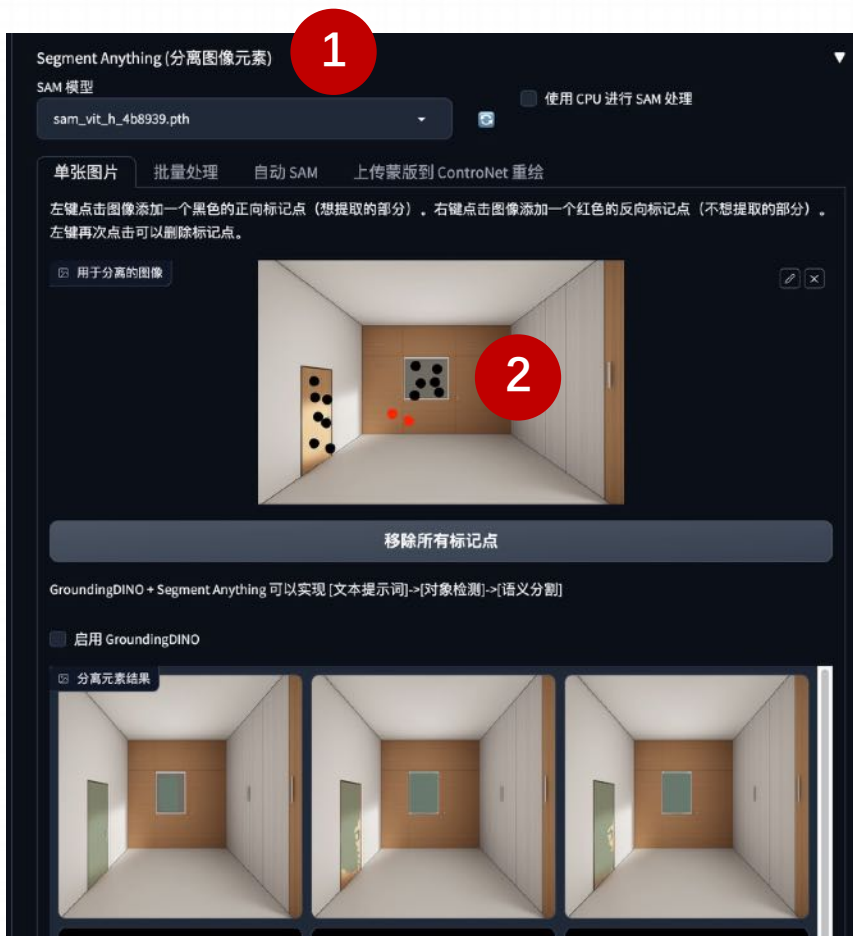 1
Segment Anything (分离图像元素)
SAM 模型
sam_vit_h_4b8939.pth
使用 CPU 进行 SAM 处理
单张图片 批量处理 自动 SAM 上传蒙版到 ControNet 重绘
左键点击图像添加一个黑色的正向标记点（想提取的部分）. 右键点击图像添加一个红色的反向标记点（不想提取的部分）.
左键再次点击可以删除标记点。
用于分离的图像
2
移除所有标记点
GroundingDINO + Segment Anything 可以实现 [文本提示词]->[对象检测]->[语义分割]
启用 GroundingDINO
分离元素结果